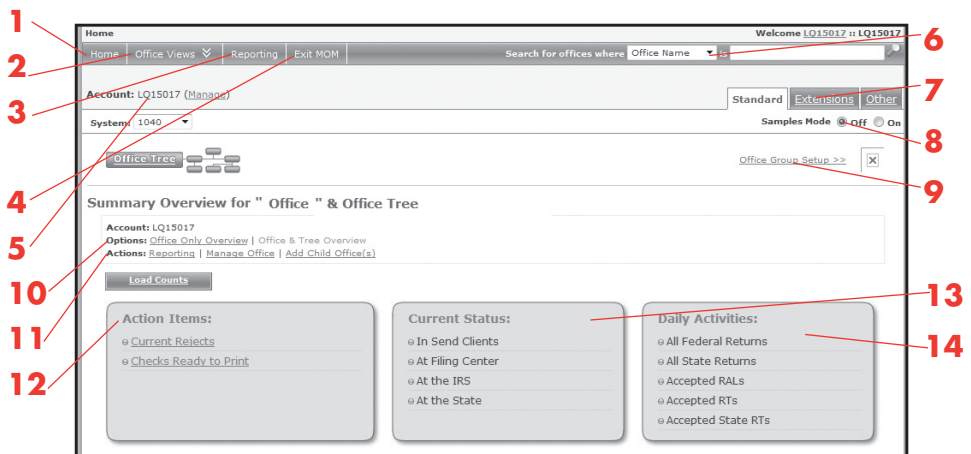 Home Welcome LQ15017 :: LQ15017
1
Home Office Views Reporting Exit MOM Search for offices where Office Name is
6
2
Account: LQ15017 (Manage)
Standard Extensions Other
7
3
System: 1040 Samples Mode Off On
8
Office Tree Office Group Setup >>
4
9
Summary Overview for " Office " & Office Tree
5
Account: LQ15017
Options: Office Only Overview | Office & Tree Overview
Actions: Reporting | Manage Office | Add Child Office(s)
10
Load Counts
13
11
Action Items: Current Status: Daily Activities:
14
Current Rejects In Send Clients All Federal Returns
Checks Ready to Print At Filing Center All State Returns
12
At the IRS Accepted RALs
At the State Accepted RTs
Accepted State RTs